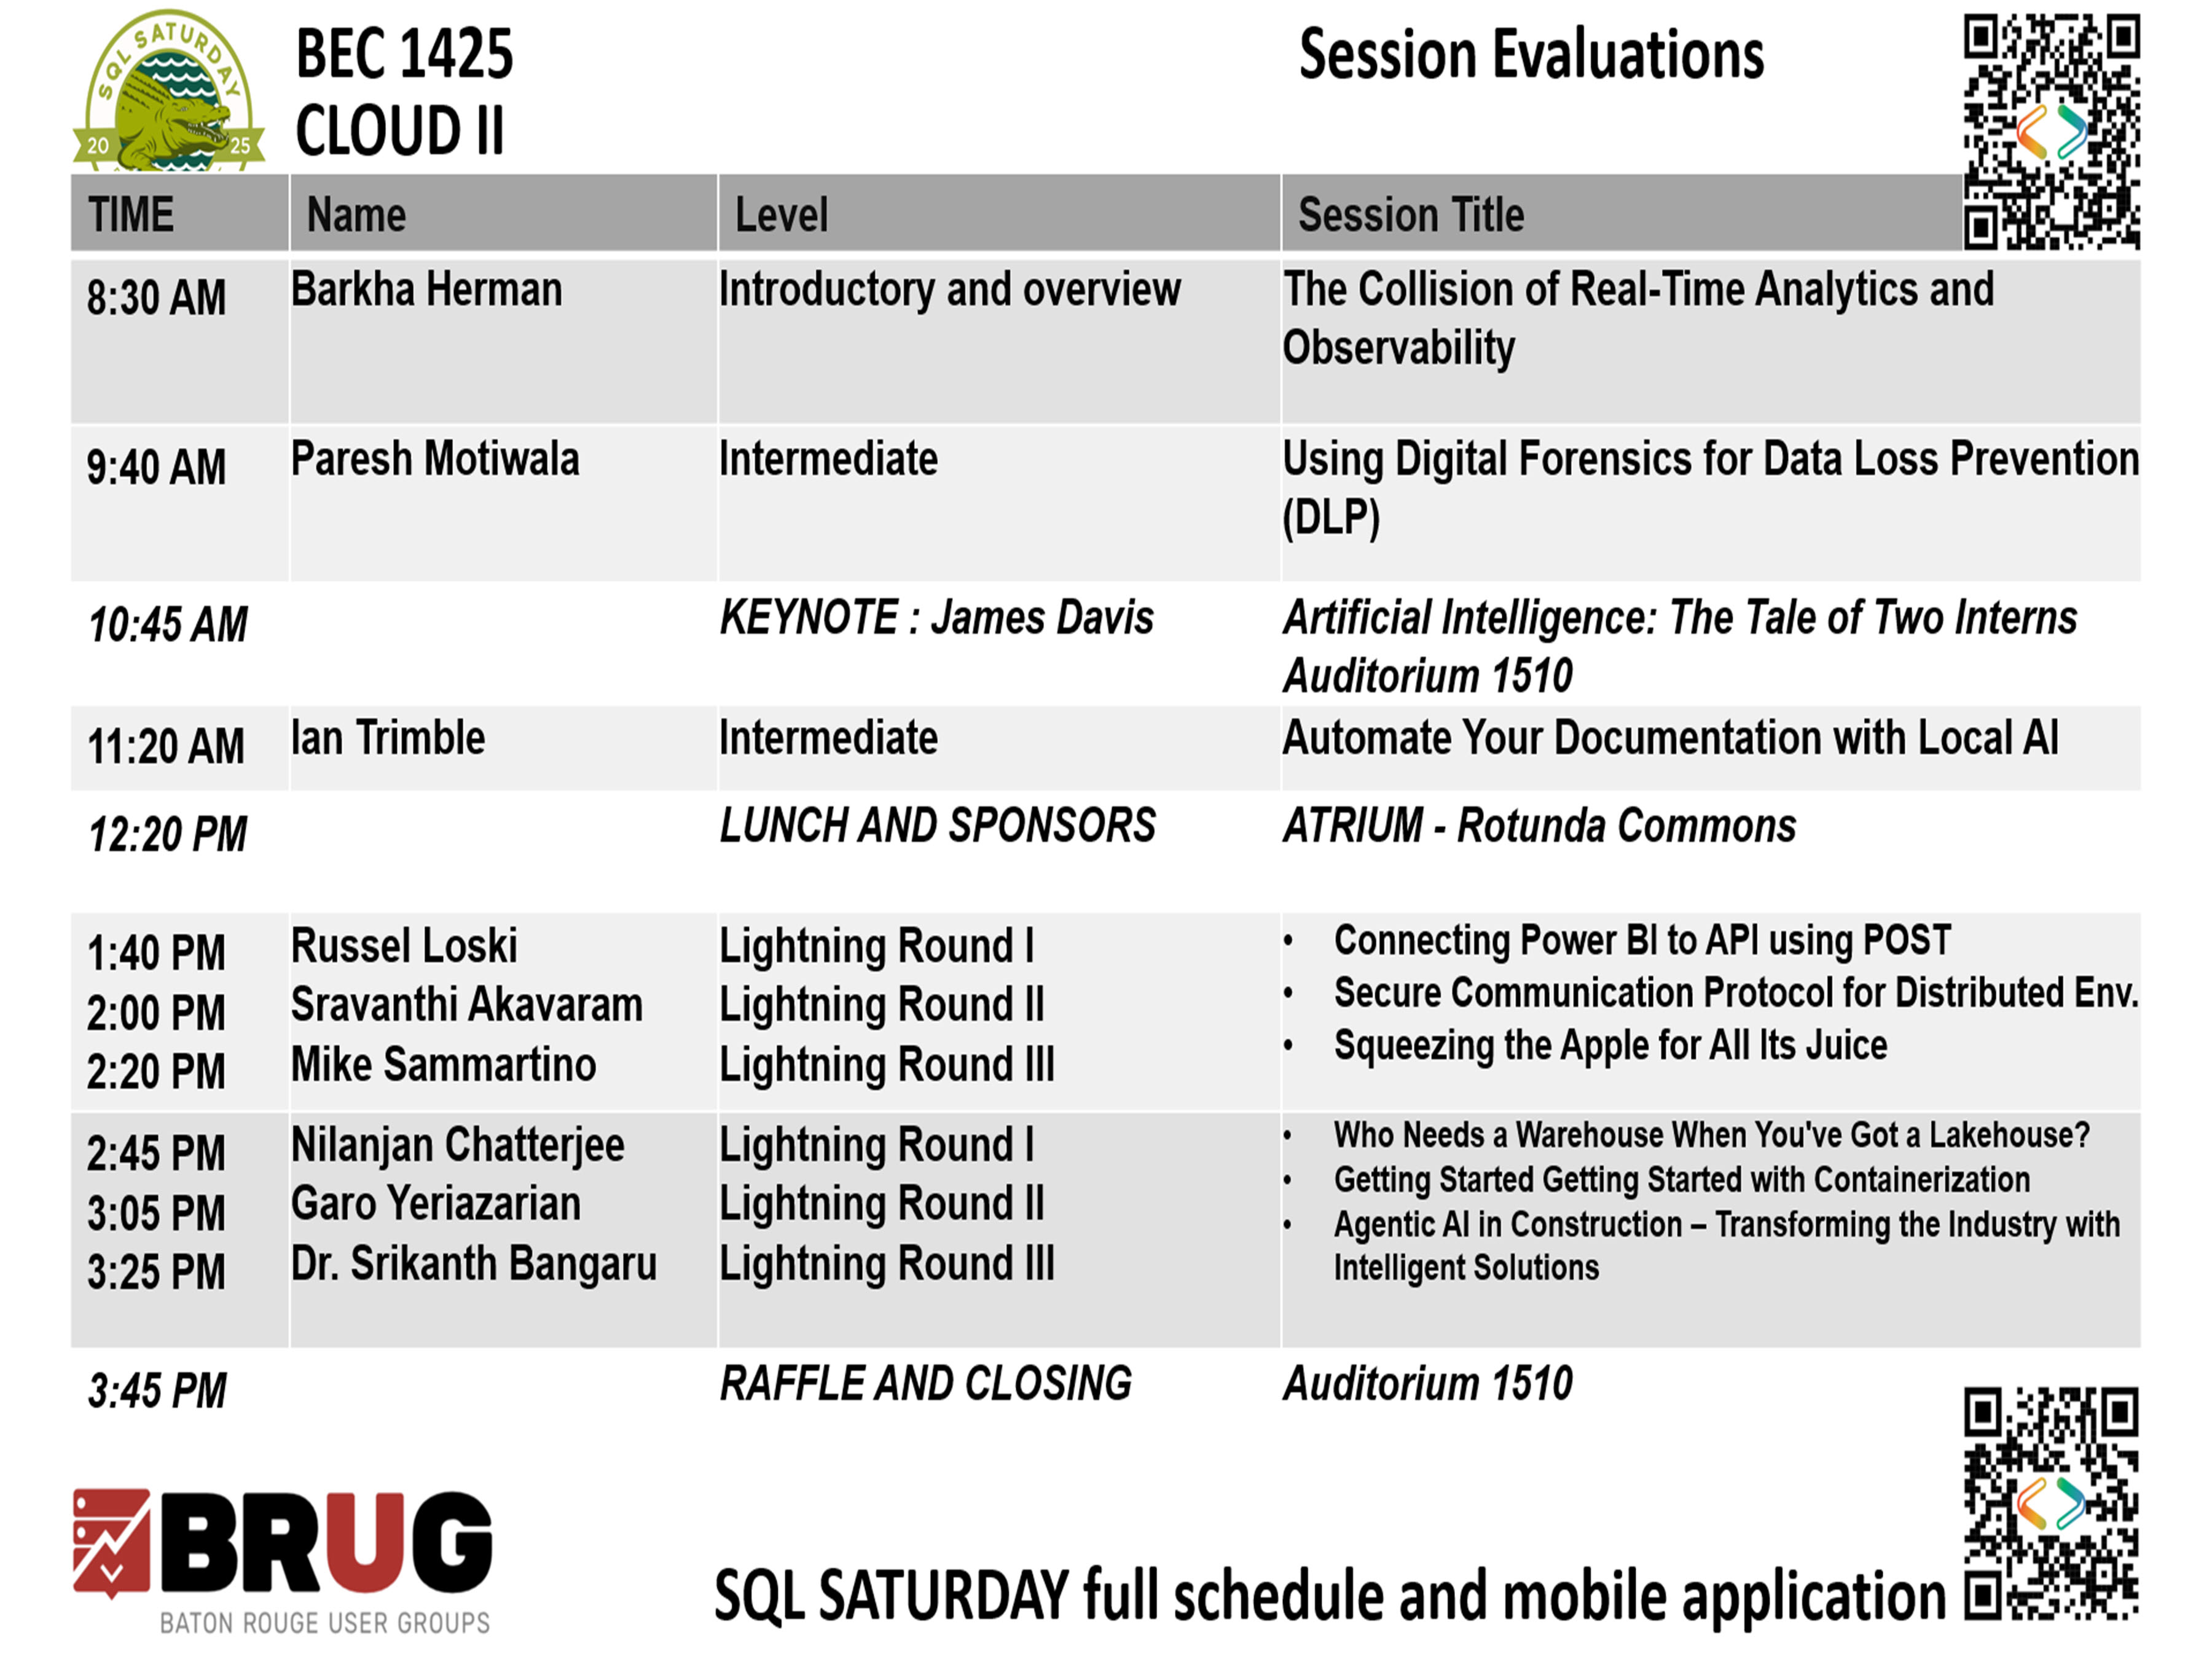 SQL SATURDAY
20 25
BEC 1425
CLOUD II
Session Evaluations
TIME Name Level Session Title
8:30 AM Barkha Herman Introductory and overview The Collision of Real-Time Analytics and
Observability
9:40 AM Paresh Motiwala Intermediate Using Digital Forensics for Data Loss Prevention
(DLP)
10:45 AM KEYNOTE : James Davis Artificial Intelligence: The Tale of Two Interns
Auditorium 1510
11:20 AM Ian Trimble Intermediate Automate Your Documentation with Local AI
12:20 PM LUNCH AND SPONSORS ATRIUM - Rotunda Commons
1:40 PM Russel Loski Lightning Round I • Connecting Power BI to API using POST
2:00 PM Sravanthi Akavaram Lightning Round II • Secure Communication Protocol for Distributed Env.
2:20 PM Mike Sammartino Lightning Round III • Squeezing the Apple for All Its Juice
2:45 PM Nilanjan Chatterjee Lightning Round I • Who Needs a Warehouse When You've Got a Lakehouse?
3:05 PM Garo Yeriazarian Lightning Round II • Getting Started Getting Started with Containerization
3:25 PM Dr. Srikanth Bangaru Lightning Round III • Agentic AI in Construction – Transforming the Industry with
Intelligent Solutions
3:45 PM RAFFLE AND CLOSING Auditorium 1510
BRUG
BATON ROUGE USER GROUPS
SQL SATURDAY full schedule and mobile application